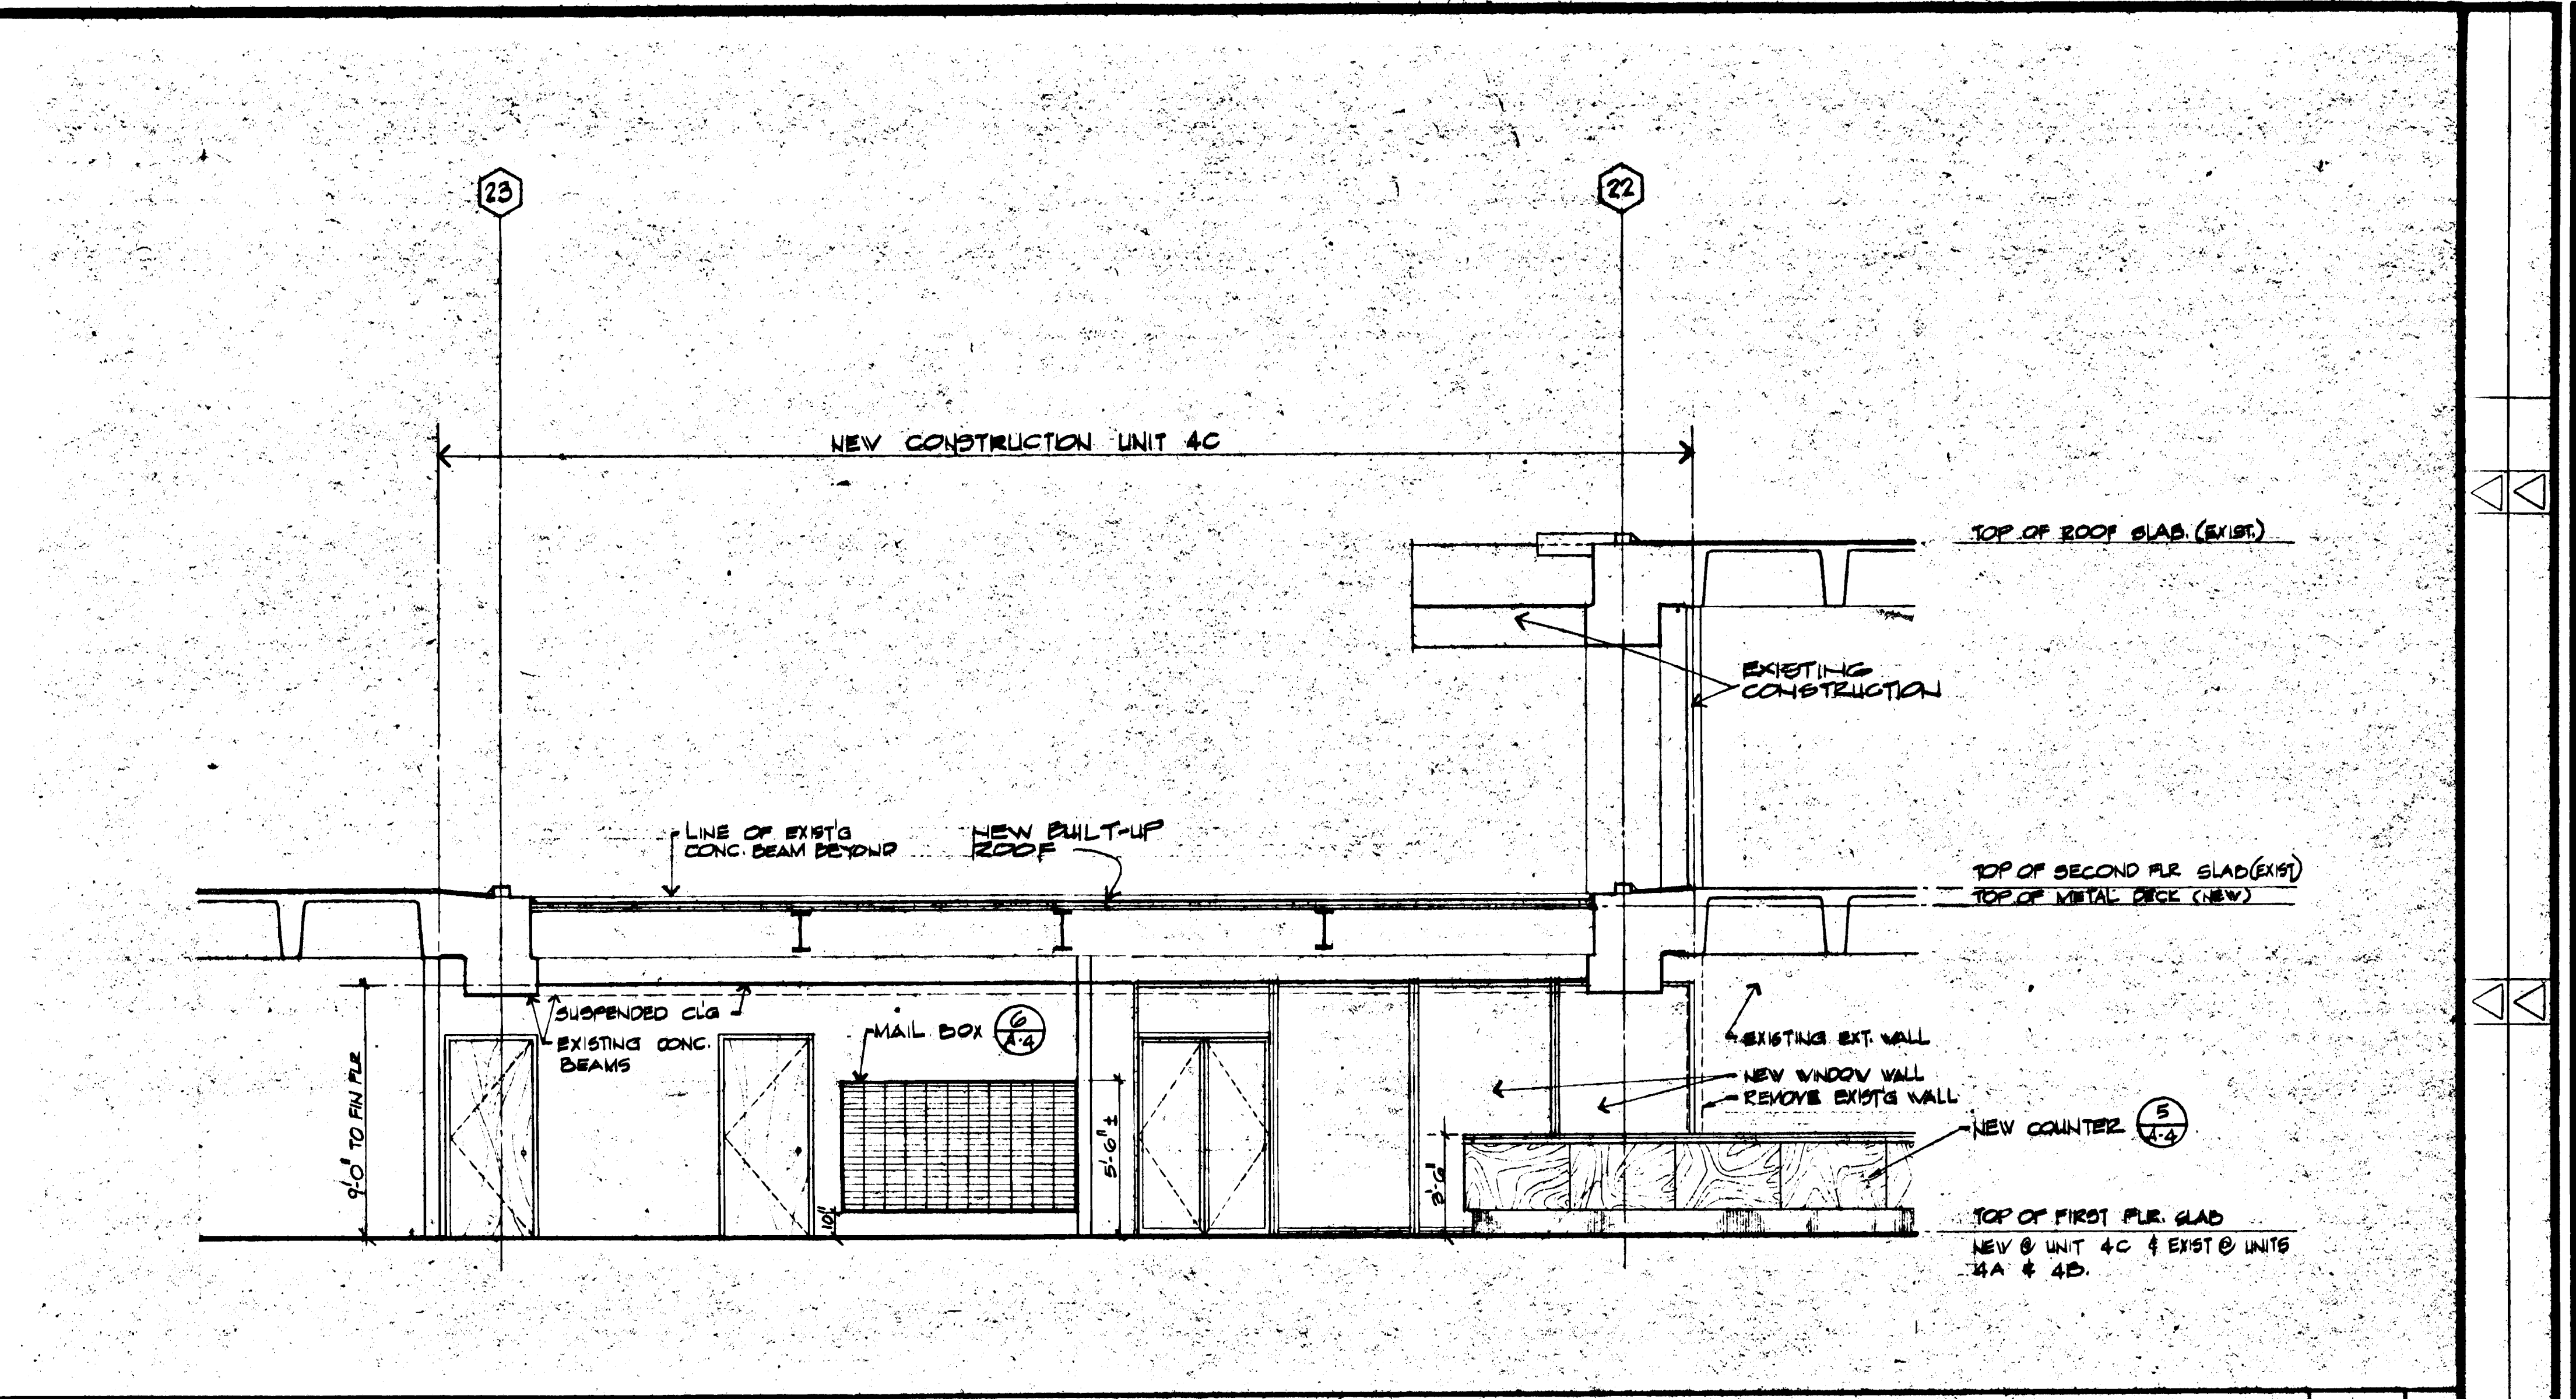 23
22
NEW CONSTRUCTION UNIT 4C
TOP OF ROOF SLAB. (EXIST.)
EXISTING
CONSTRUCTION
LINE OF EXIST'G
CONC. BEAM BEYOND
NEW BUILT-UP
ROOF
TOP OF SECOND FLR SLAB (EXIST)
TOP OF METAL DECK (NEW)
SUSPENDED CL'G
EXISTING CONC.
BEAMS
MAIL BOX
6
A-4
EXISTING EXT. WALL
NEW WINDOW WALL
REMOVE EXIST'G WALL
NEW COUNTER
5
A-4
9'-0" TO FIN FLR
10"
5'-6" ±
3'-6"
TOP OF FIRST FLR. SLAB
NEW @ UNIT 4C & EXIST @ UNITS
4A & 4B.